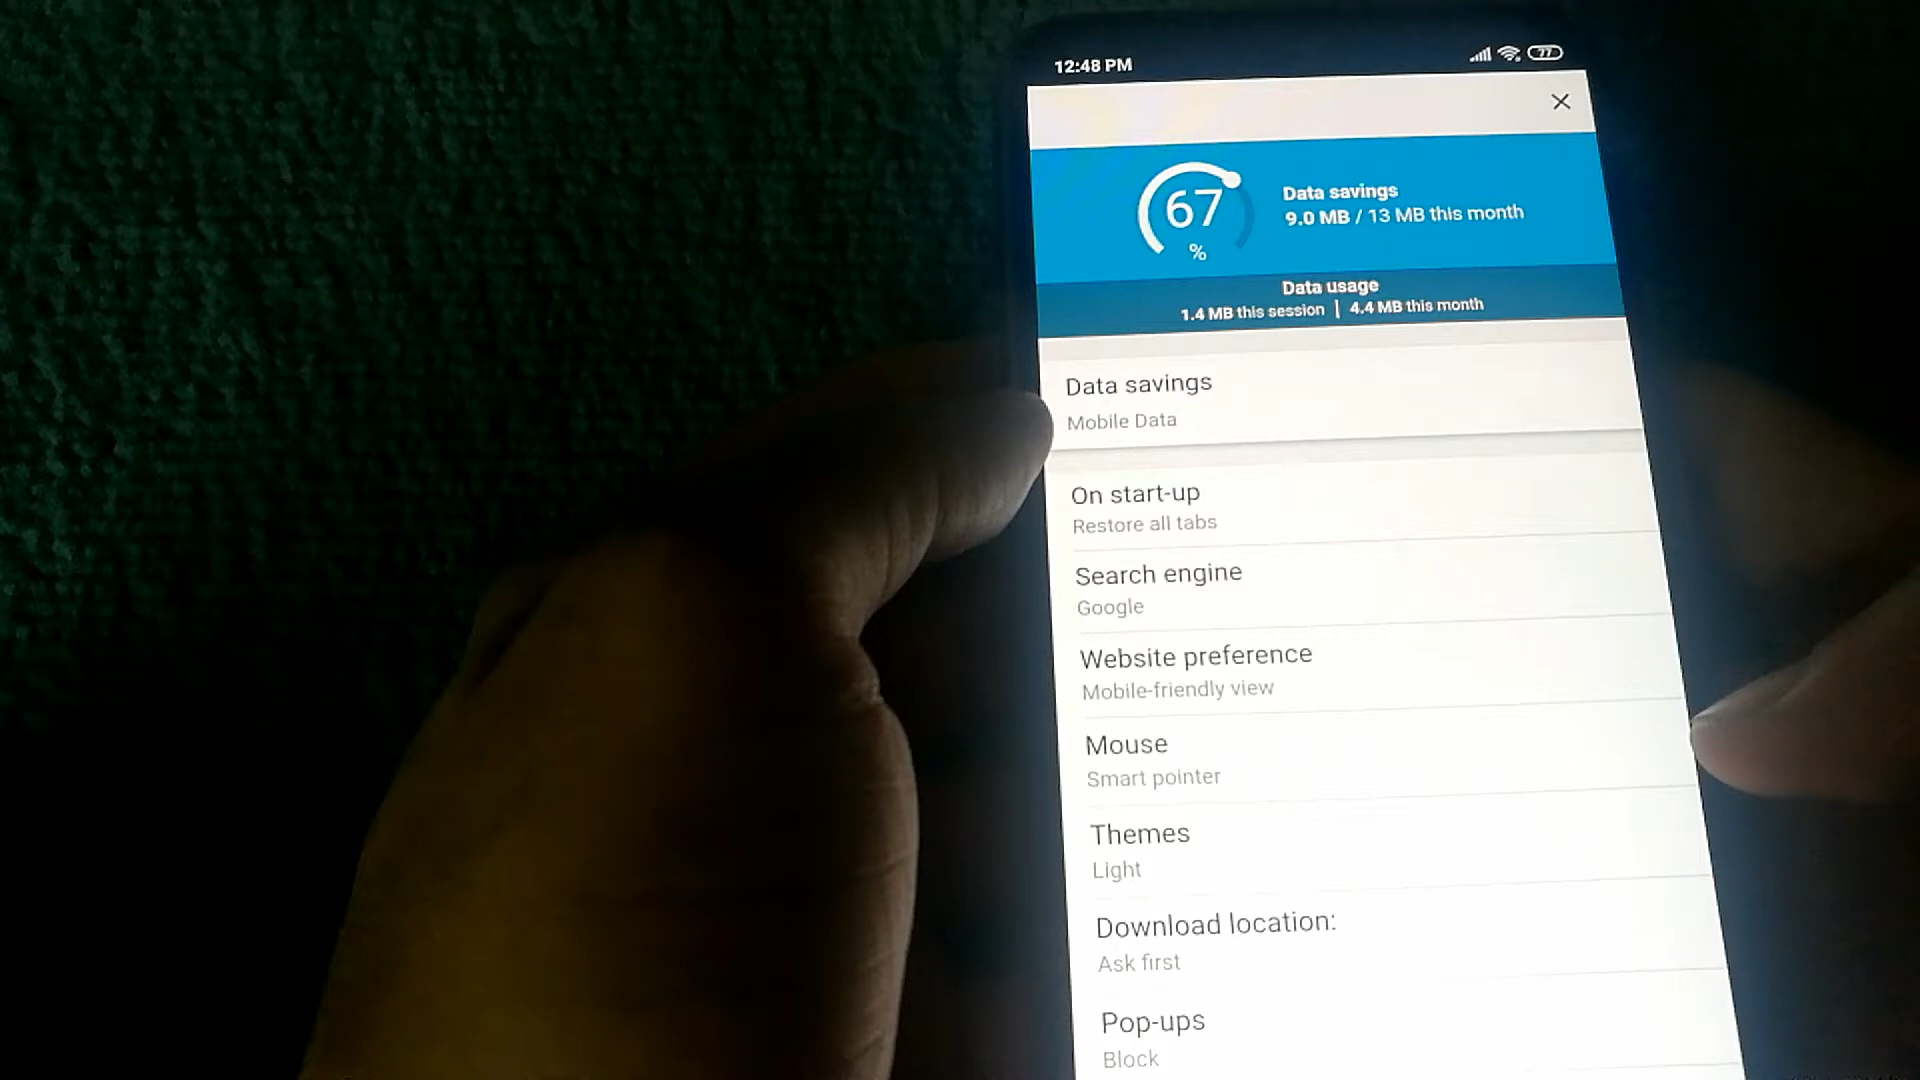 12:48 PM
77
67
%
Data savings
9.0 MB / 13 MB this month
Data usage
1.4 MB this session | 4.4 MB this month
Data savings
Mobile Data
On start-up
Restore all tabs
Search engine
Google
Website preference
Mobile-friendly view
Mouse
Smart pointer
Themes
Light
Download location:
Ask first
Pop-ups
Block